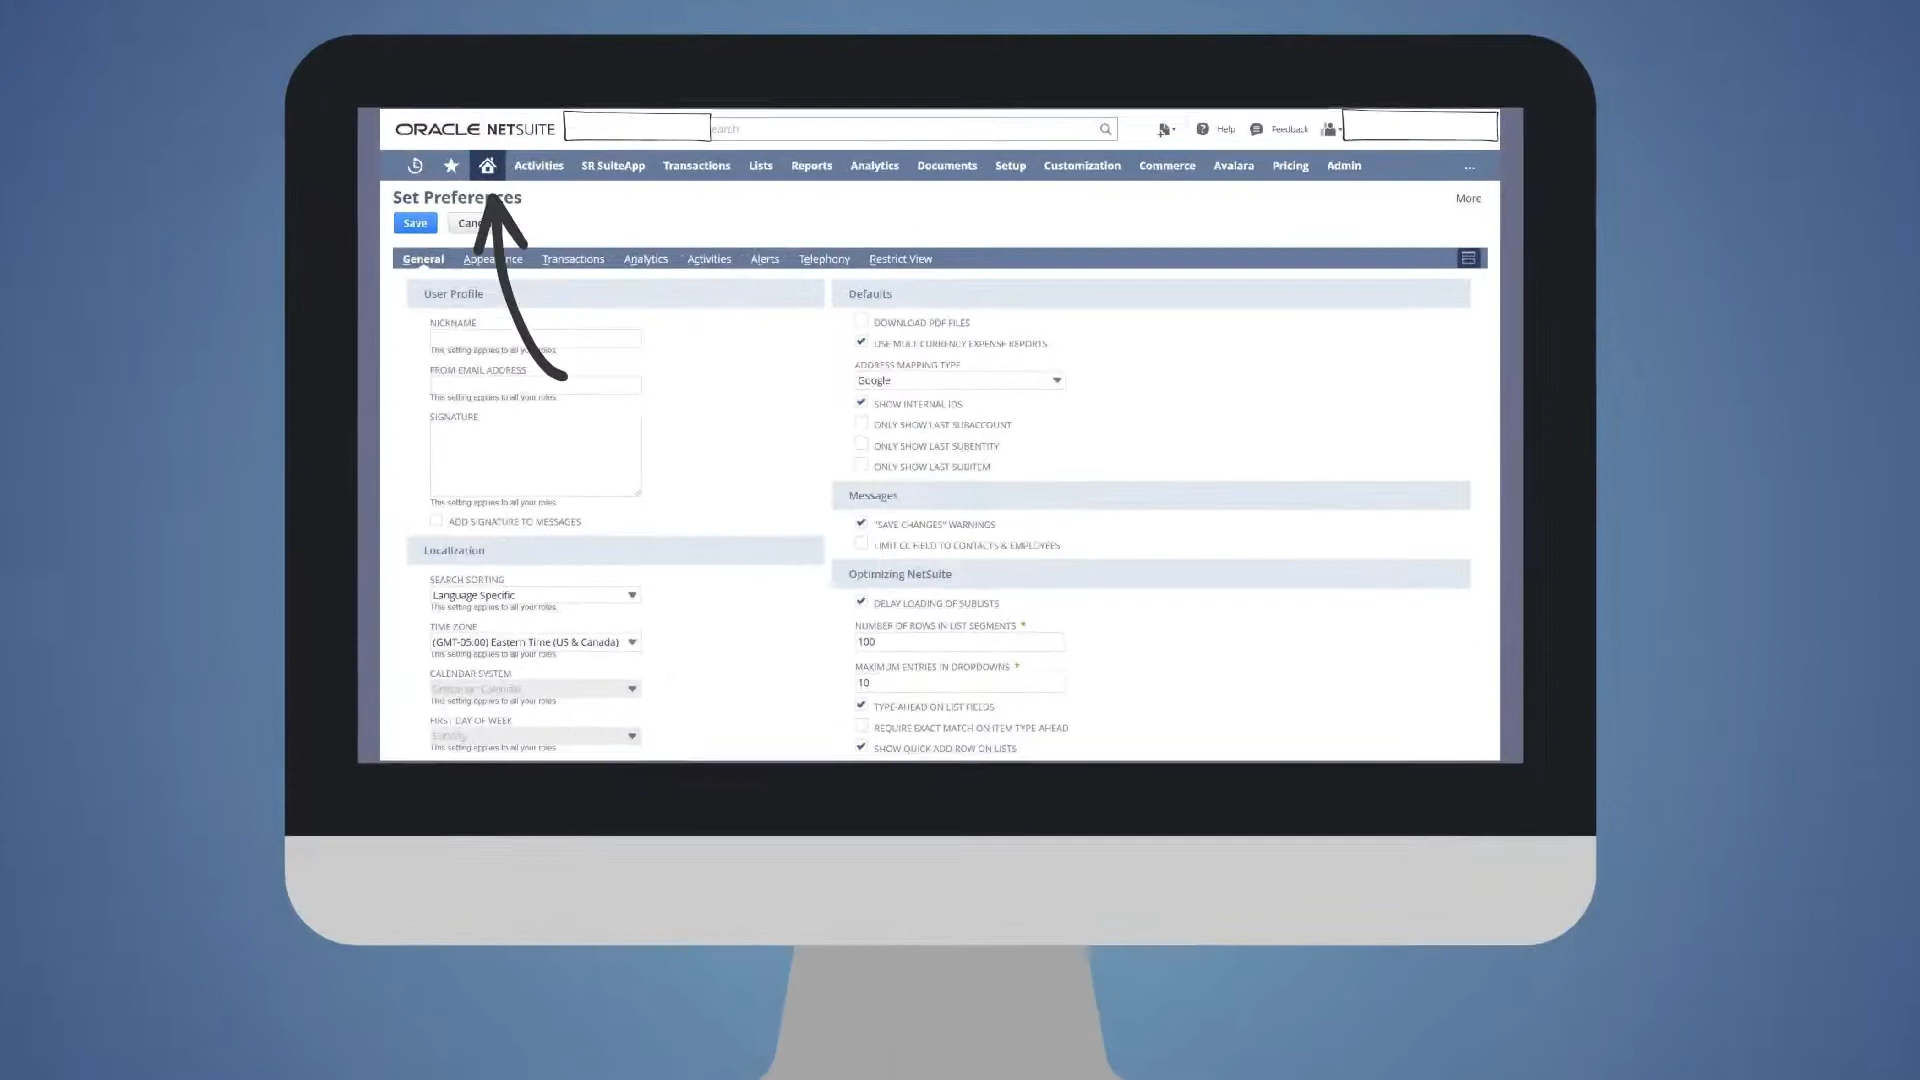 ORACLE NETSUITE
earch
Help
Feedback
Activities
SR SuiteApp
Transactions
Lists
Reports
Analytics
Documents
Setup
Customization
Commerce
Avalara
Pricing
Admin
...
Set Preferences
More
Save
General
Appearance
Transactions
Analytics
Activities
Alerts
Telephony
Restrict View
User Profile
NICKNAME
This setting applies to all your roles.
FROM EMAIL ADDRESS
This setting applies to all your roles.
SIGNATURE
This setting applies to all your roles.
ADD SIGNATURE TO MESSAGES
Localization
SEARCH SORTING
Language Specific
This setting applies to all your roles.
TIME ZONE
(GMT-05:00) Eastern Time (US & Canada)
This setting applies to all your roles.
CALENDAR SYSTEM
Gregorian Calendar
This setting applies to all your roles.
FIRST DAY OF WEEK
Sunday
This setting applies to all your roles.
Defaults
DOWNLOAD PDF FILES
USE MULTI CURRENCY EXPENSE REPORTS
ADDRESS MAPPING TYPE
Google
SHOW INTERNAL IDS
ONLY SHOW LAST SUBACCOUNT
ONLY SHOW LAST SUBENTITY
ONLY SHOW LAST SUBITEM
Messages
"SAVE CHANGES" WARNINGS
LIMIT CC FIELD TO CONTACTS & EMPLOYEES
Optimizing NetSuite
DELAY LOADING OF SUBLISTS
NUMBER OF ROWS IN LIST SEGMENTS *
100
MAXIMUM ENTRIES IN DROPDOWNS *
10
TYPE-AHEAD ON LIST FIELDS
REQUIRE EXACT MATCH ON ITEM TYPE AHEAD
SHOW QUICK ADD ROW ON LISTS